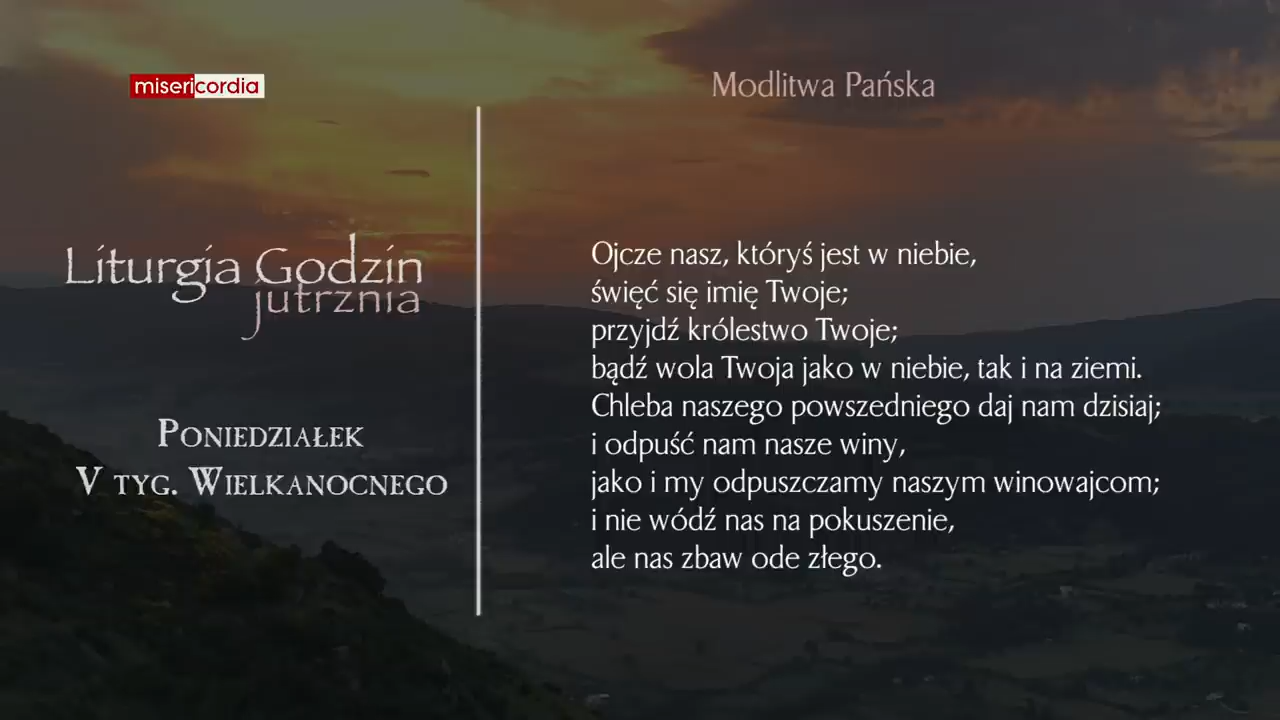 misericordia
Liturgia Godzin
jutrznia
Poniedziałek
V tyg. Wielkanocnego
Modlitwa Pańska
Ojcze nasz, któryś jest w niebie,
święć się imię Twoje;
przyjdź królestwo Twoje;
bądź wola Twoja jako w niebie, tak i na ziemi.
Chleba naszego powszedniego daj nam dzisiaj;
i odpuść nam nasze winy,
jako i my odpuszczamy naszym winowajcom;
i nie wódź nas na pokuszenie,
ale nas zbaw ode złego.